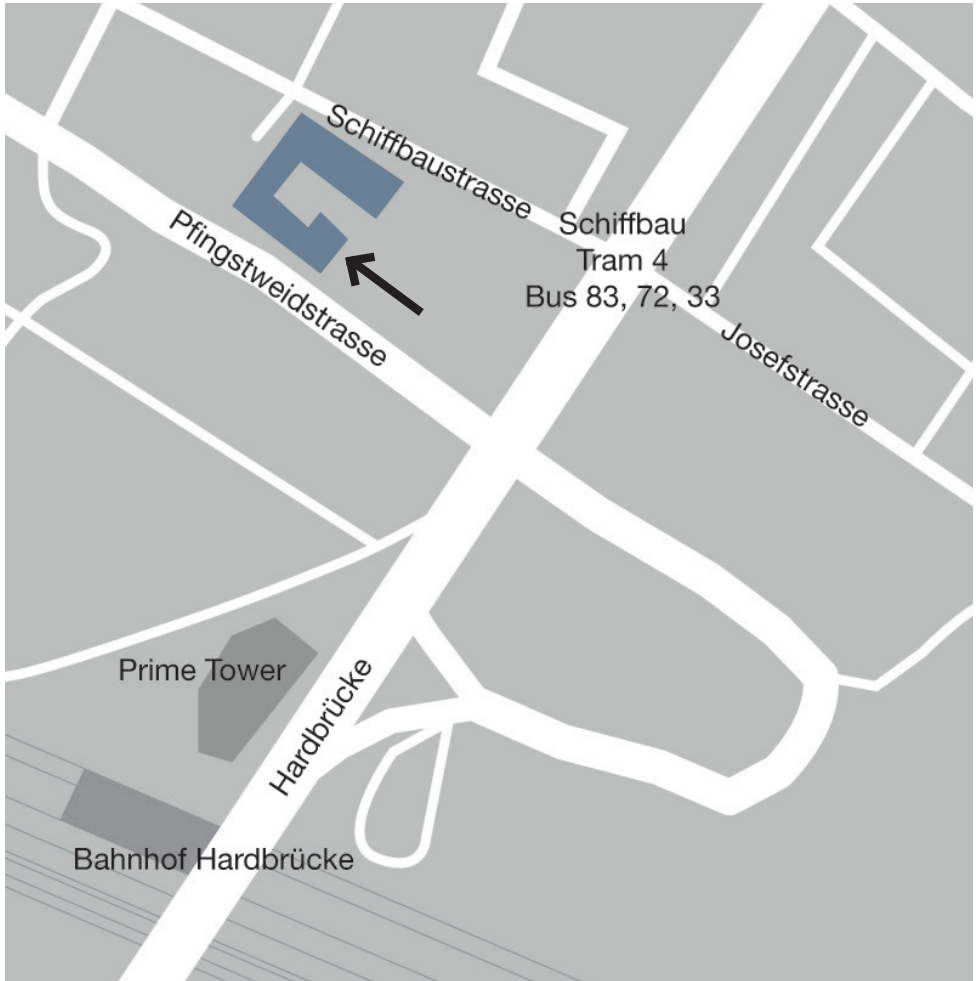 Schiffbaustrasse
Pfingstweidstrasse
Schiffbau
Tram 4
Bus 83, 72, 33
Josefstrasse
Prime Tower
Hardbrücke
Bahnhof Hardbrücke